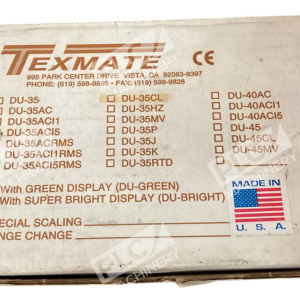 TEXMATE CE
995 PARK CENTER DRIVE, VISTA, CA 92083-8397
PHONE: (619) 598-9899 • FAX: (619) 598-9828
DU-35 DU-35CL DU-40AC
DU-35AC DU-35HZ DU-40ACI1
DU-35ACI1 DU-35MV DU-40ACI5
DU-35ACI5 DU-35P DU-45
DU-35ACRMS DU-35J DU-45CL
DU-35ACI1RMS DU-35K DU-45MV
DU-35ACI5RMS DU-35RTD
With GREEN DISPLAY (DU-GREEN)
With SUPER BRIGHT DISPLAY (DU-BRIGHT)
MADE IN
U. S. A.
SPECIAL SCALING
CHANGE